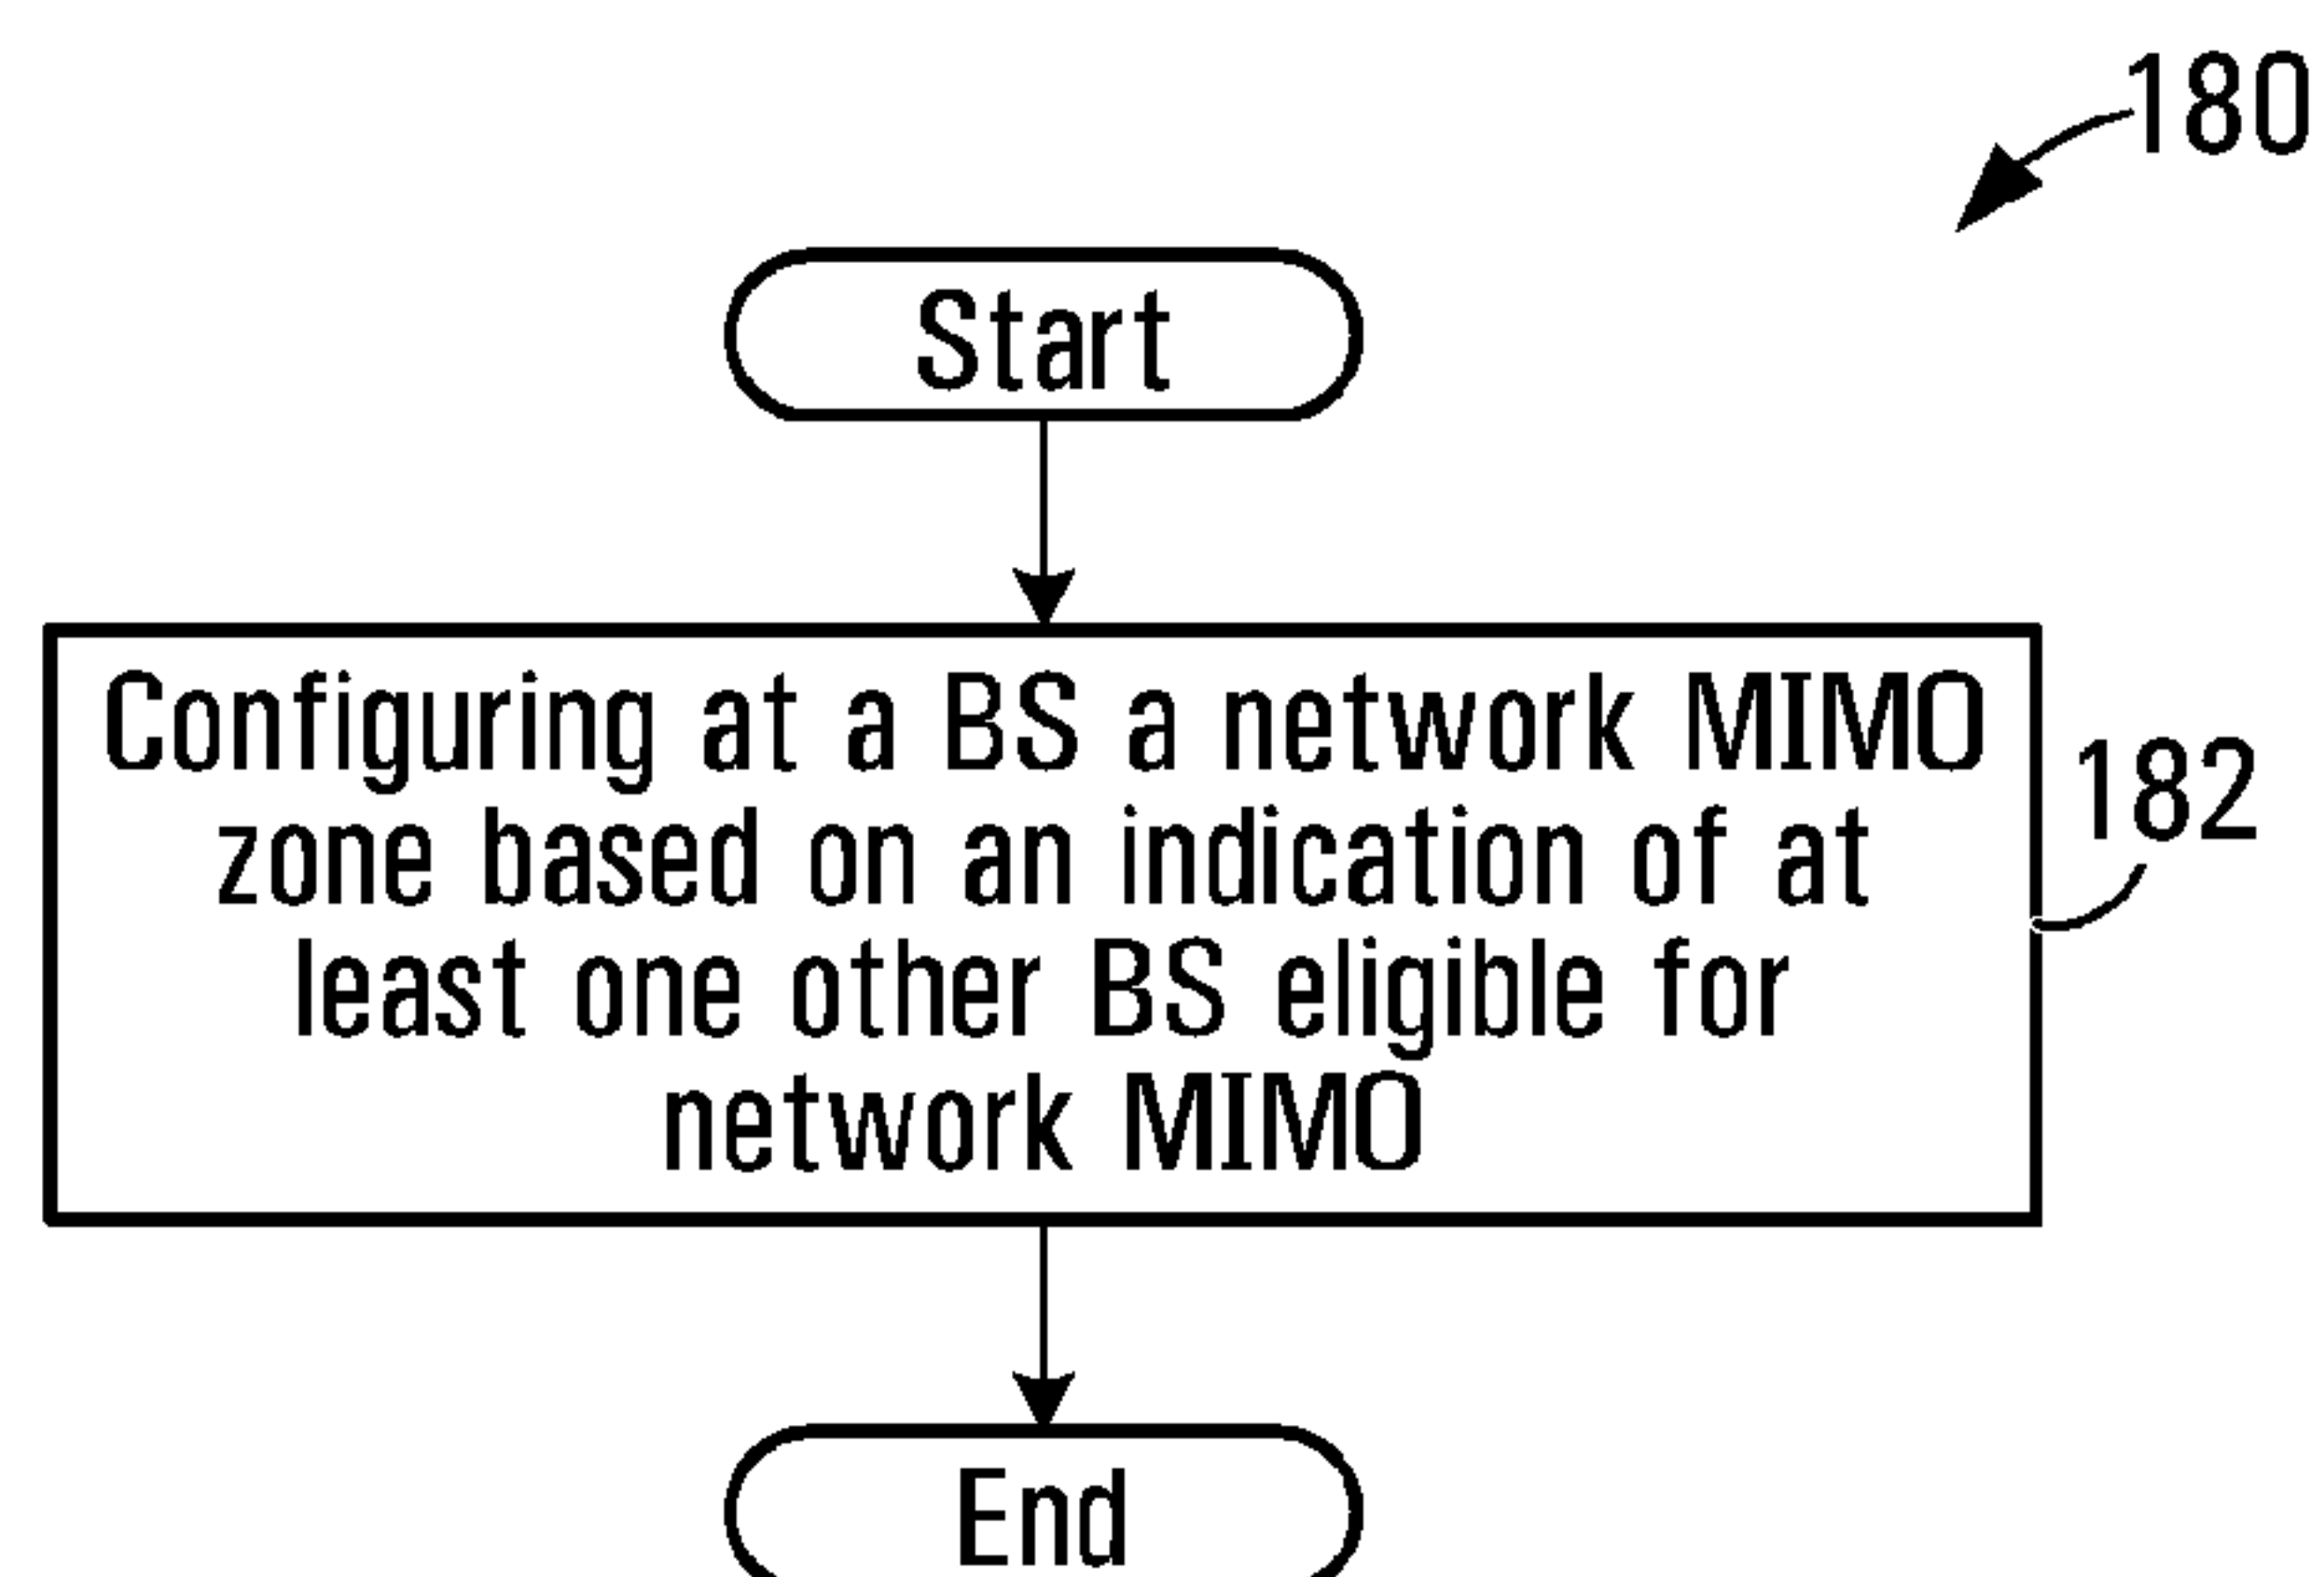 180
Start
Configuring at a BS a network MIMO
zone based on an indication of at
least one other BS eligible for
network MIMO
182
End